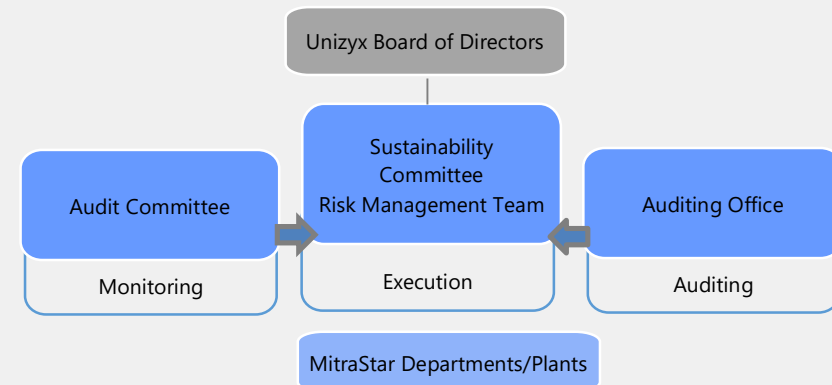 Unizyx Board of Directors
Sustainability
Committee
Risk Management Team
Audit Committee
Auditing Office
Monitoring
Execution
Auditing
MitraStar Departments/Plants